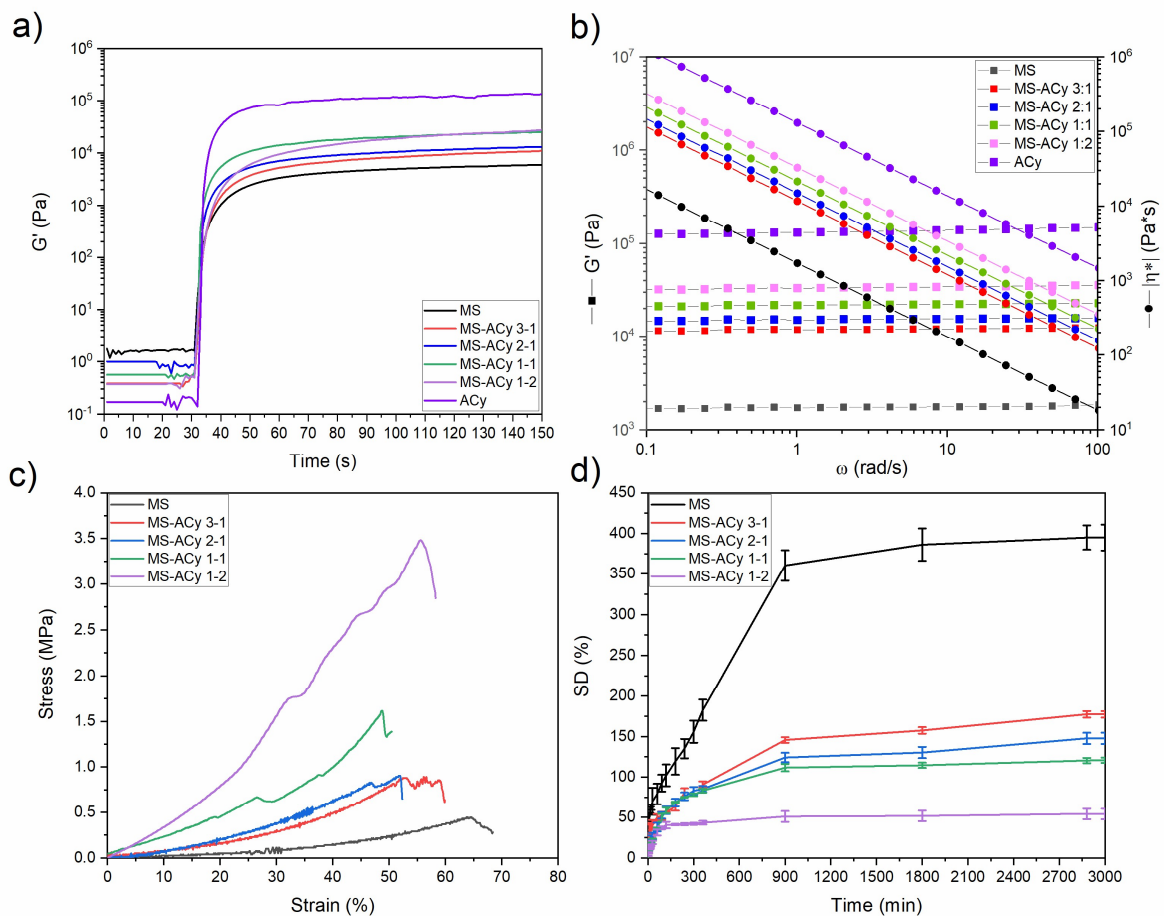 a)
10⁶
10⁵
10⁴
10³
10²
10¹
10⁰
10⁻¹
G' (Pa)
0 10 20 30 40 50 60 70 80 90 100 110 120 130 140 150
Time (s)
MS
MS-ACy 3-1
MS-ACy 2-1
MS-ACy 1-1
MS-ACy 1-2
ACy
b)
10⁷
10⁶
10⁵
10⁴
10³
G' (Pa)
0.1 1 10 100
ω (rad/s)
10⁶
10⁵
10⁴
10³
10²
10¹
|η*| (Pa*s)
MS
MS-ACy 3:1
MS-ACy 2:1
MS-ACy 1:1
MS-ACy 1:2
ACy
c)
4.0
3.5
3.0
2.5
2.0
1.5
1.0
0.5
0.0
Stress (MPa)
0 10 20 30 40 50 60 70 80
Strain (%)
MS
MS-ACy 3-1
MS-ACy 2-1
MS-ACy 1-1
MS-ACy 1-2
d)
450
400
350
300
250
200
150
100
50
0
SD (%)
0 300 600 900 1200 1500 1800 2100 2400 2700 3000
Time (min)
MS
MS-ACy 3-1
MS-ACy 2-1
MS-ACy 1-1
MS-ACy 1-2